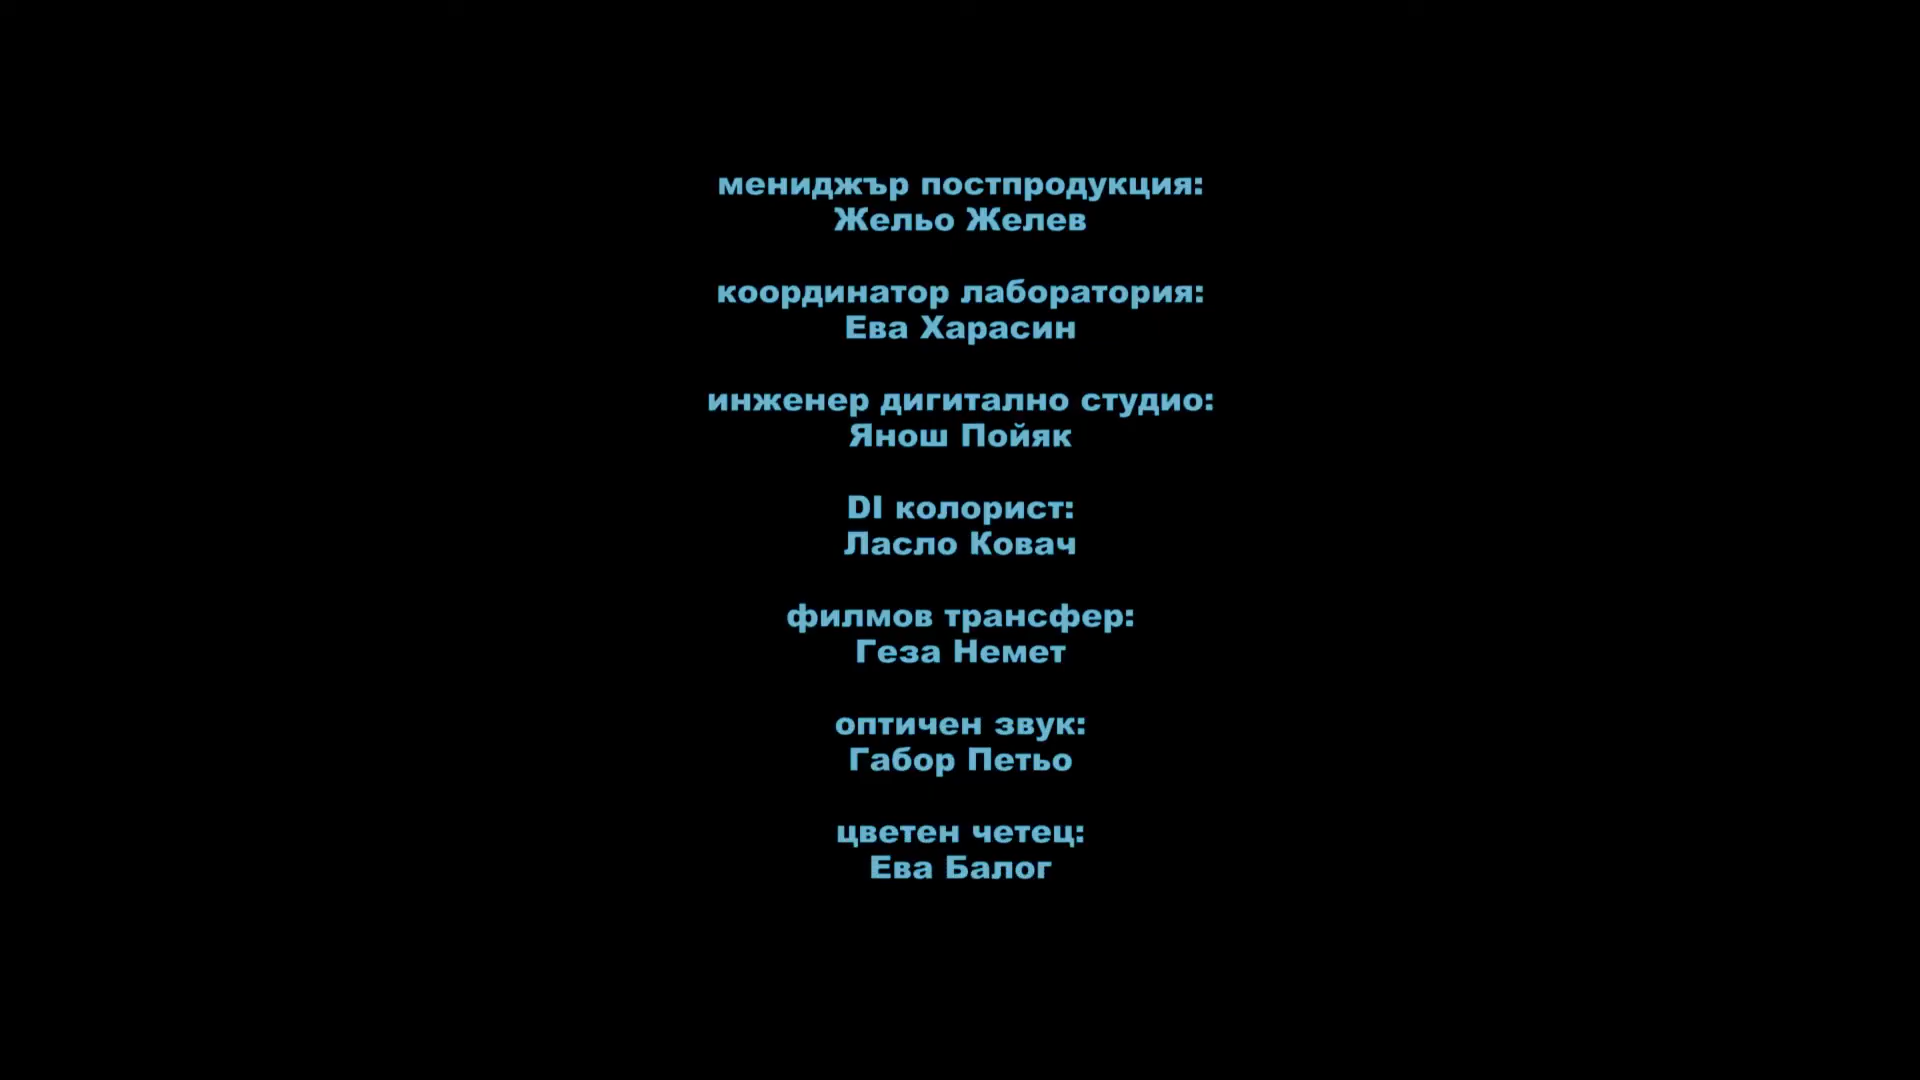 мениджър постпродукция:
Жельо Желев
координатор лаборатория:
Ева Харасин
инженер дигитално студио:
Янош Пойяк
DI колорист:
Ласло Ковач
филмов трансфер:
Геза Немет
оптичен звук:
Габор Петьо
цветен четец:
Ева Балог